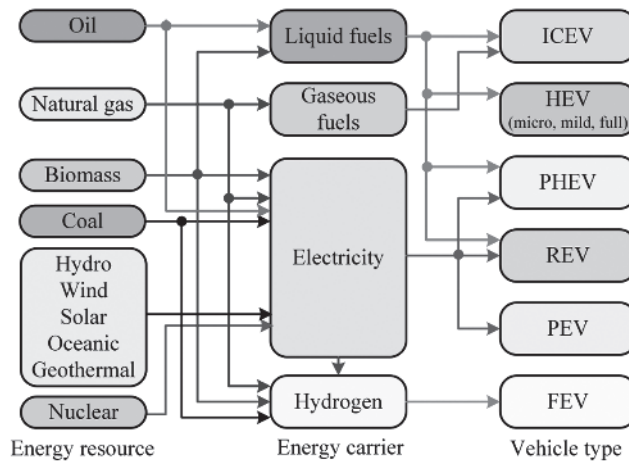 Oil
Liquid fuels
ICEV
Natural gas
Gaseous
fuels
HEV
(micro, mild, full)
Biomass
PHEV
Coal
Electricity
REV
Hydro
Wind
Solar
Oceanic
Geothermal
PEV
Nuclear
Hydrogen
FEV
Energy resource
Energy carrier
Vehicle type